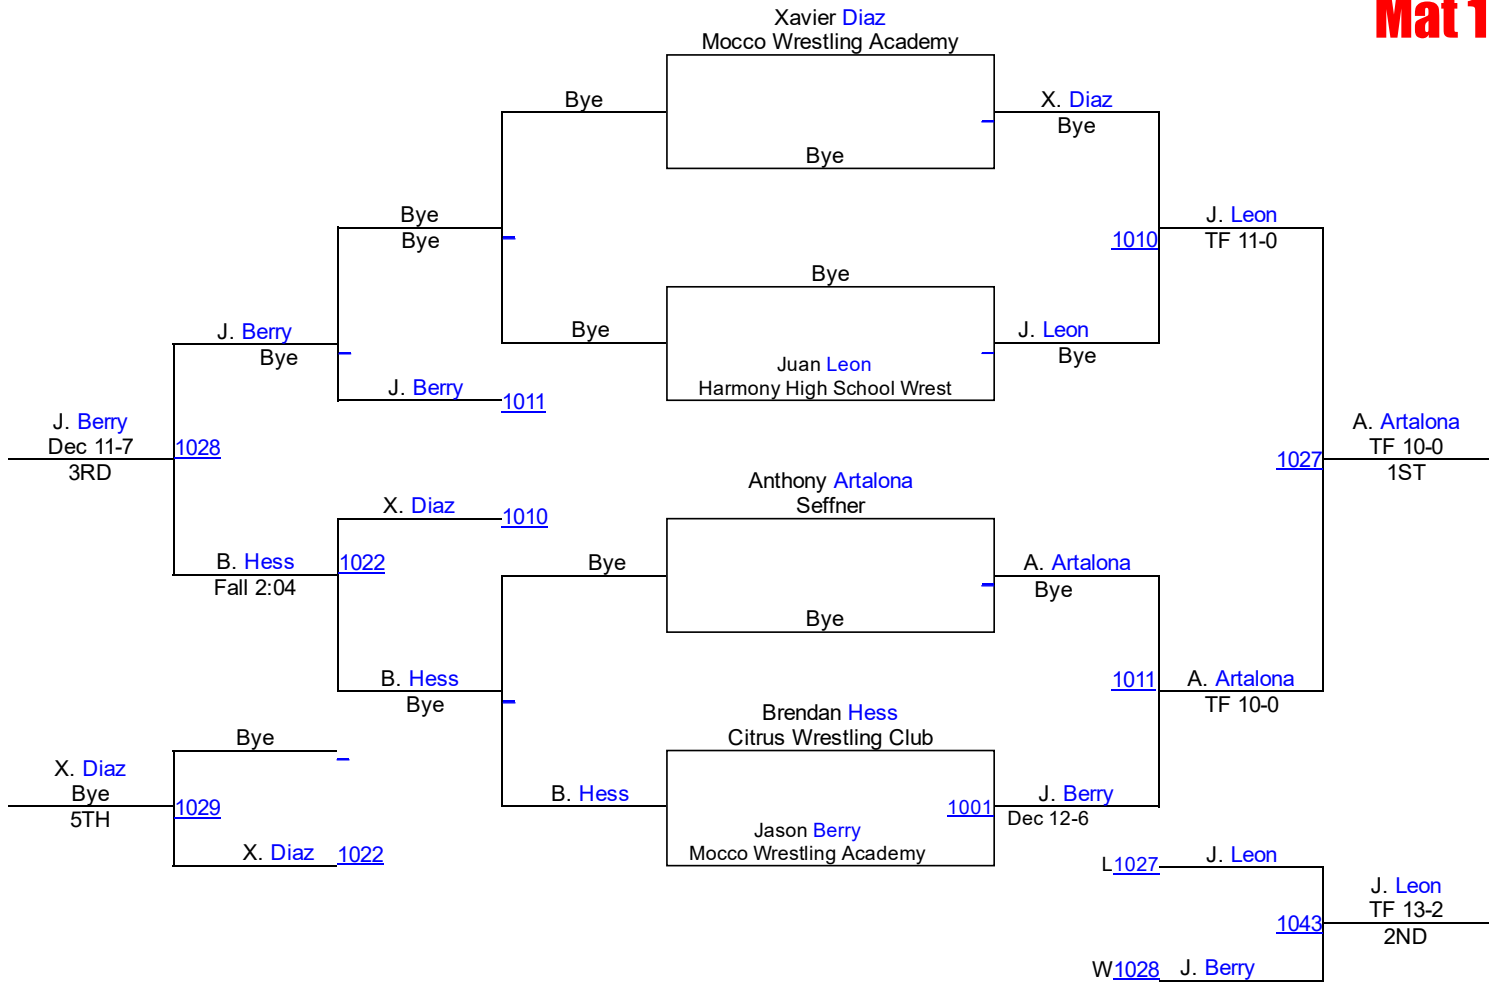 Mat 1
Xavier Diaz
Mocco Wrestling Academy
Bye
X. Diaz
Bye
Bye
Bye
Bye
J. Leon
1010
TF 11-0
Bye
Bye
J. Leon
Bye
Juan Leon
Harmony High School Wrest
J. Berry
Bye
J. Berry
1011
J. Berry
Dec 11-7
3RD
1028
A. Artalona
TF 10-0
1ST
1027
Anthony Artalona
Seffner
X. Diaz
1010
B. Hess
Fall 2:04
1022
Bye
A. Artalona
Bye
Bye
B. Hess
Bye
1011
A. Artalona
TF 10-0
Brendan Hess
Citrus Wrestling Club
Bye
X. Diaz
Bye
5TH
1029
B. Hess
1001
J. Berry
Dec 12-6
Jason Berry
Mocco Wrestling Academy
X. Diaz
1022
L1027
J. Leon
J. Leon
TF 13-2
2ND
1043
W1028
J. Berry